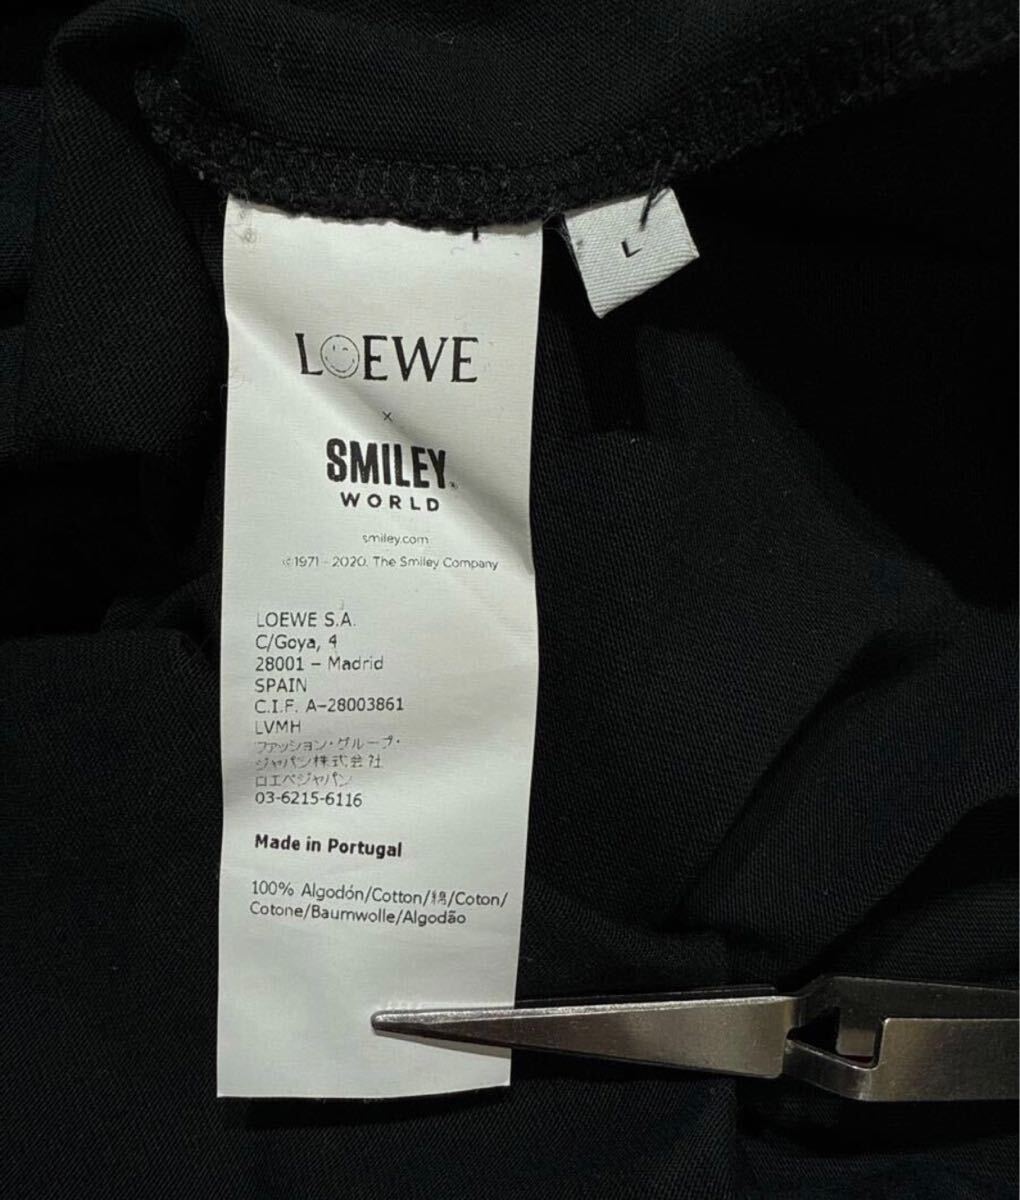 L
LOEWE
×
SMILEY®
WORLD
smiley.com
©1971 - 2020. The Smiley Company
LOEWE S.A.
C/Goya, 4
28001 – Madrid
SPAIN
C.I.F. A-28003861
LVMH
ファッション・グループ・
ジャパン株式会社
ロエベジャパン
03-6215-6116
Made in Portugal
100% Algodón/Cotton/綿/Coton/
Cotone/Baumwolle/Algodão